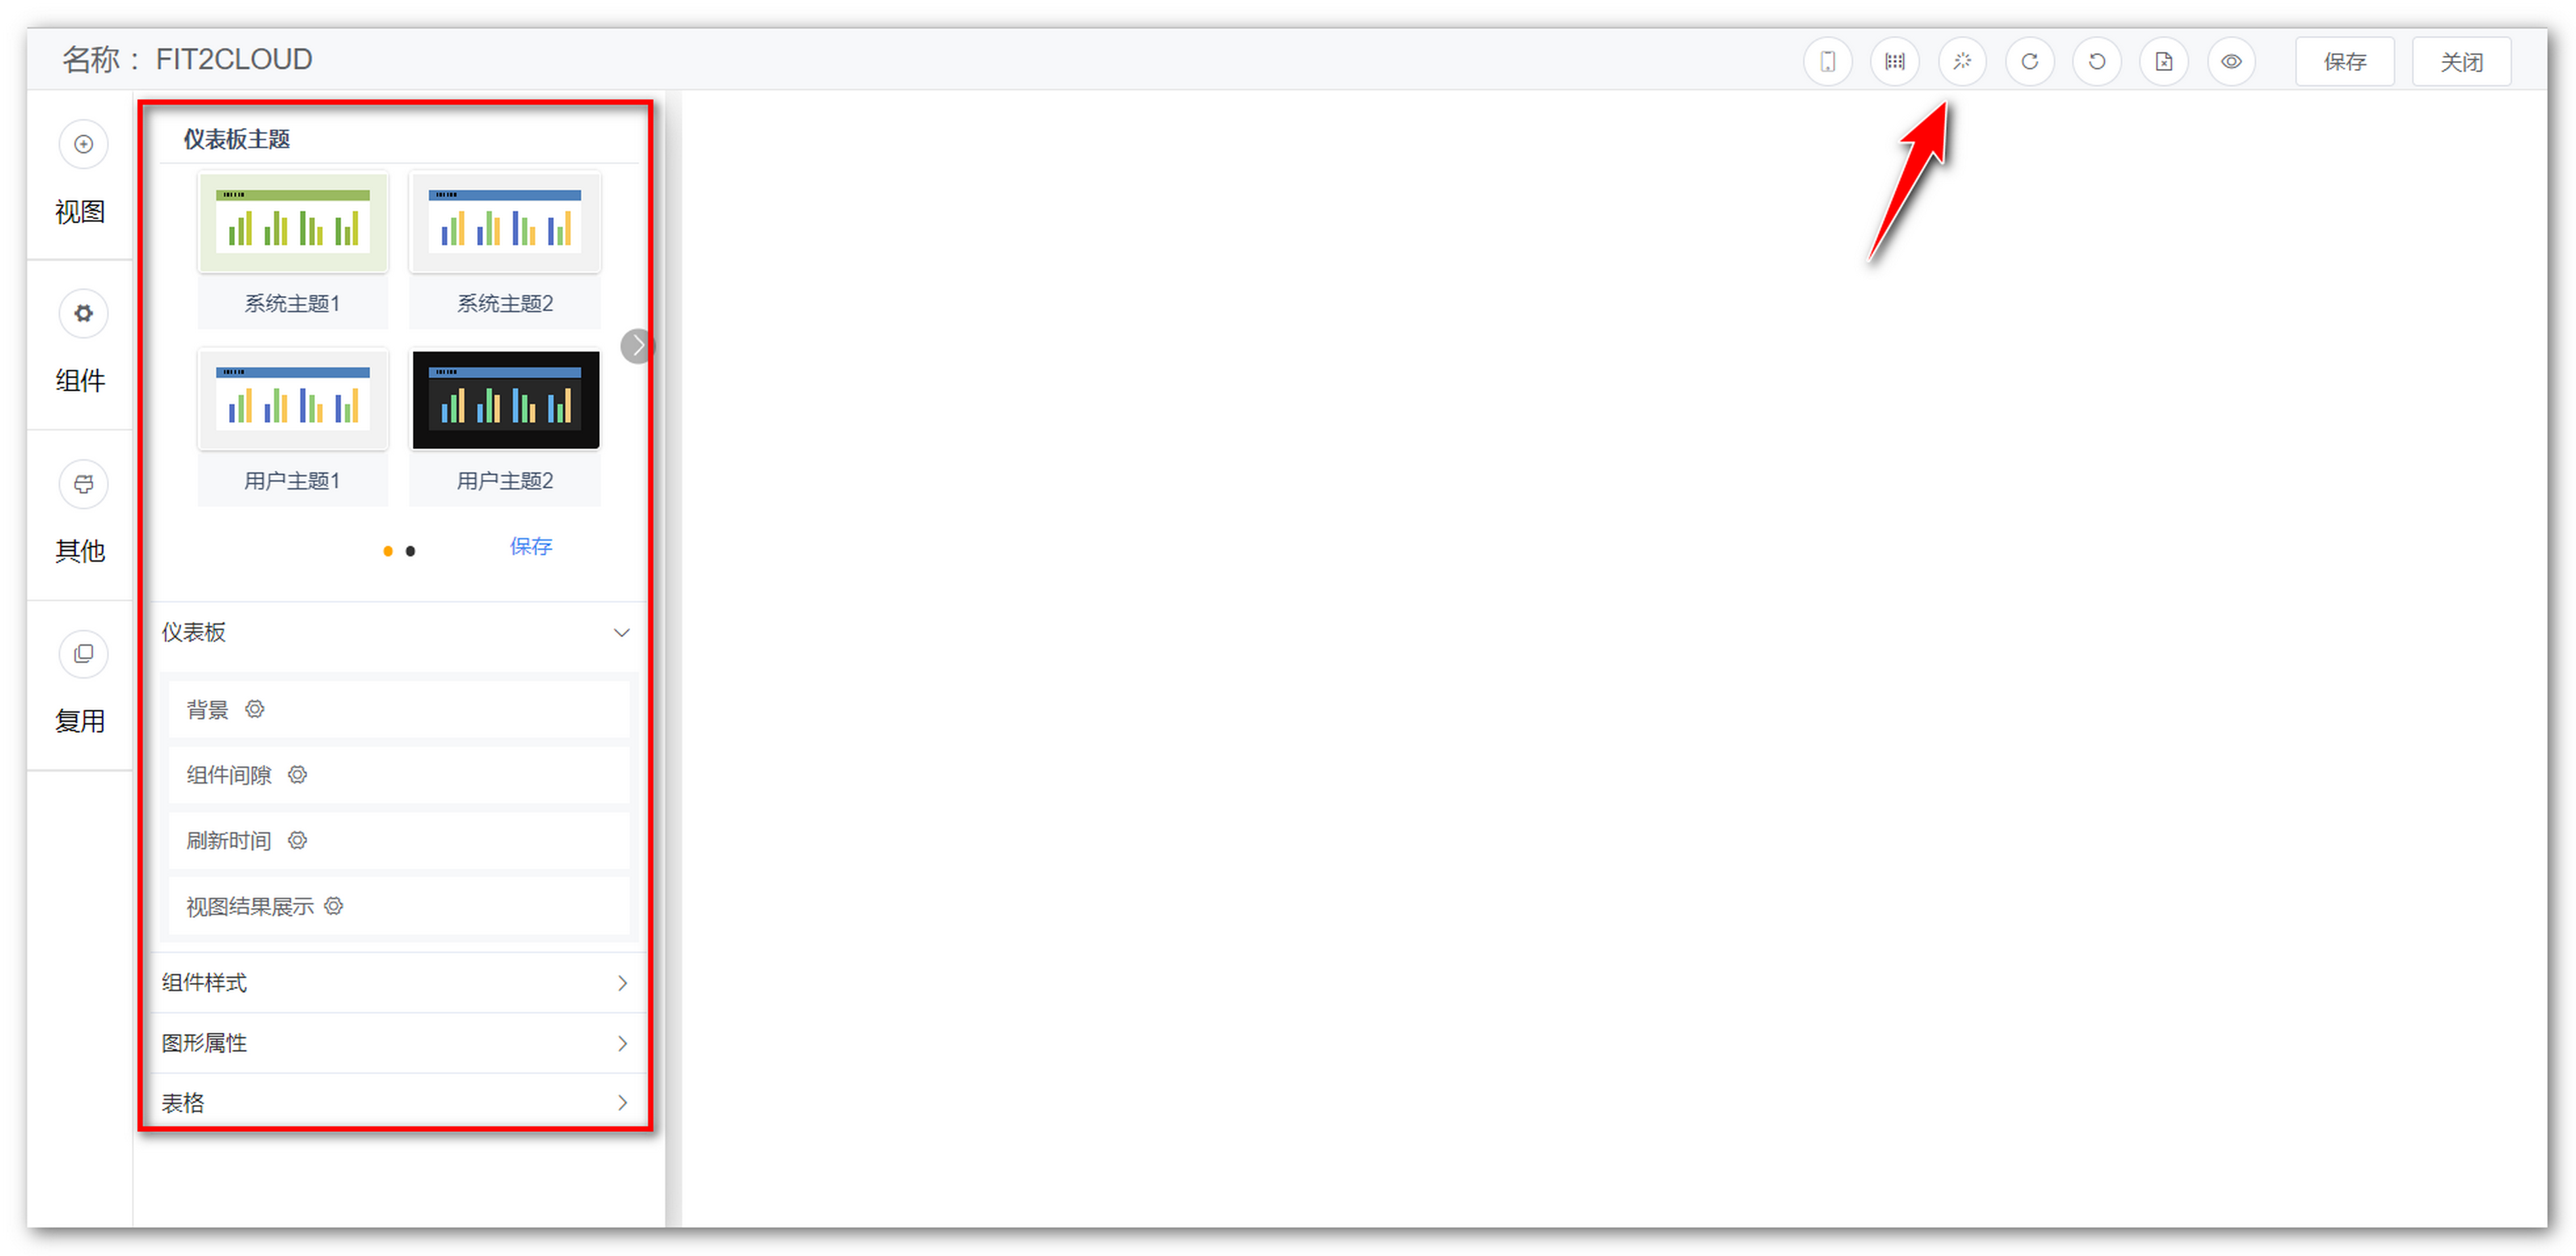 名称： FIT2CLOUD
保存
关闭
视图
组件
其他
复用
仪表板主题
系统主题1
系统主题2
用户主题1
用户主题2
保存
仪表板
背景
组件间隙
刷新时间
视图结果展示
组件样式
图形属性
表格